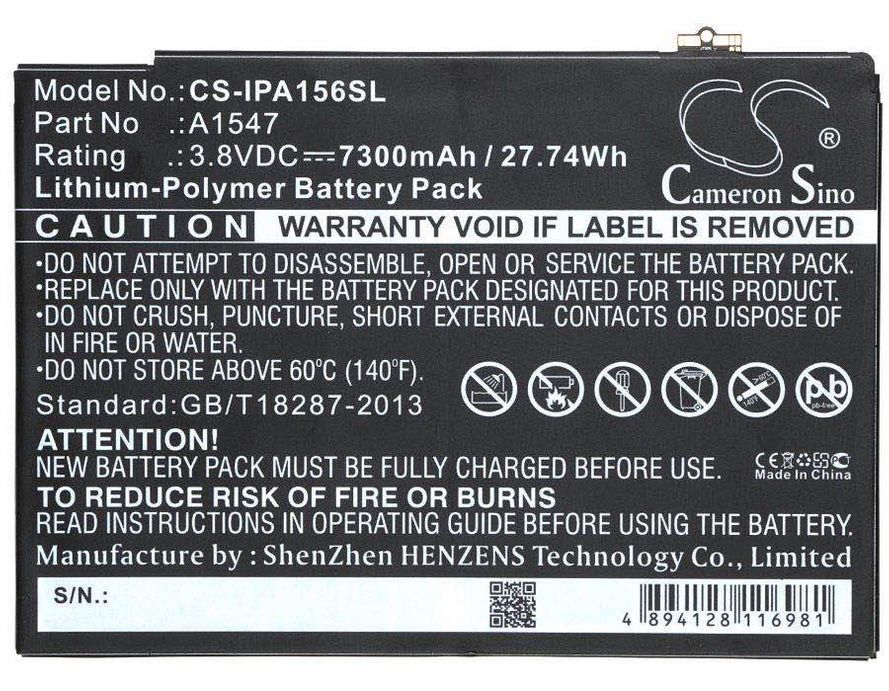 Model No.:CS-IPA156SL
Part No .:A1547
Rating .:3.8VDC⎓7300mAh / 27.74Wh
Lithium-Polymer Battery Pack
Cameron Sino
®
CAUTION WARRANTY VOID IF LABEL IS REMOVED
•DO NOT ATTEMPT TO DISASSEMBLE, OPEN OR SERVICE THE BATTERY PACK.
•REPLACE ONLY WITH THE BATTERY PACK DESIGNATED FOR THIS PRODUCT.
•DO NOT CRUSH, PUNCTURE, SHORT EXTERNAL CONTACTS OR DISPOSE OF
IN FIRE OR WATER.
•DO NOT STORE ABOVE 60°C (140°F).
Standard:GB/T18287-2013
pb
pb-free
ATTENTION!
NEW BATTERY PACK MUST BE FULLY CHARGED BEFORE USE.
CE
Made In China
TO REDUCE RISK OF FIRE OR BURNS
READ INSTRUCTIONS IN OPERATING GUIDE BEFORE USING THE BATTERY.
Manufacture by : ShenZhen HENZENS Technology Co., Limited
S/N.:
4 894128 116981